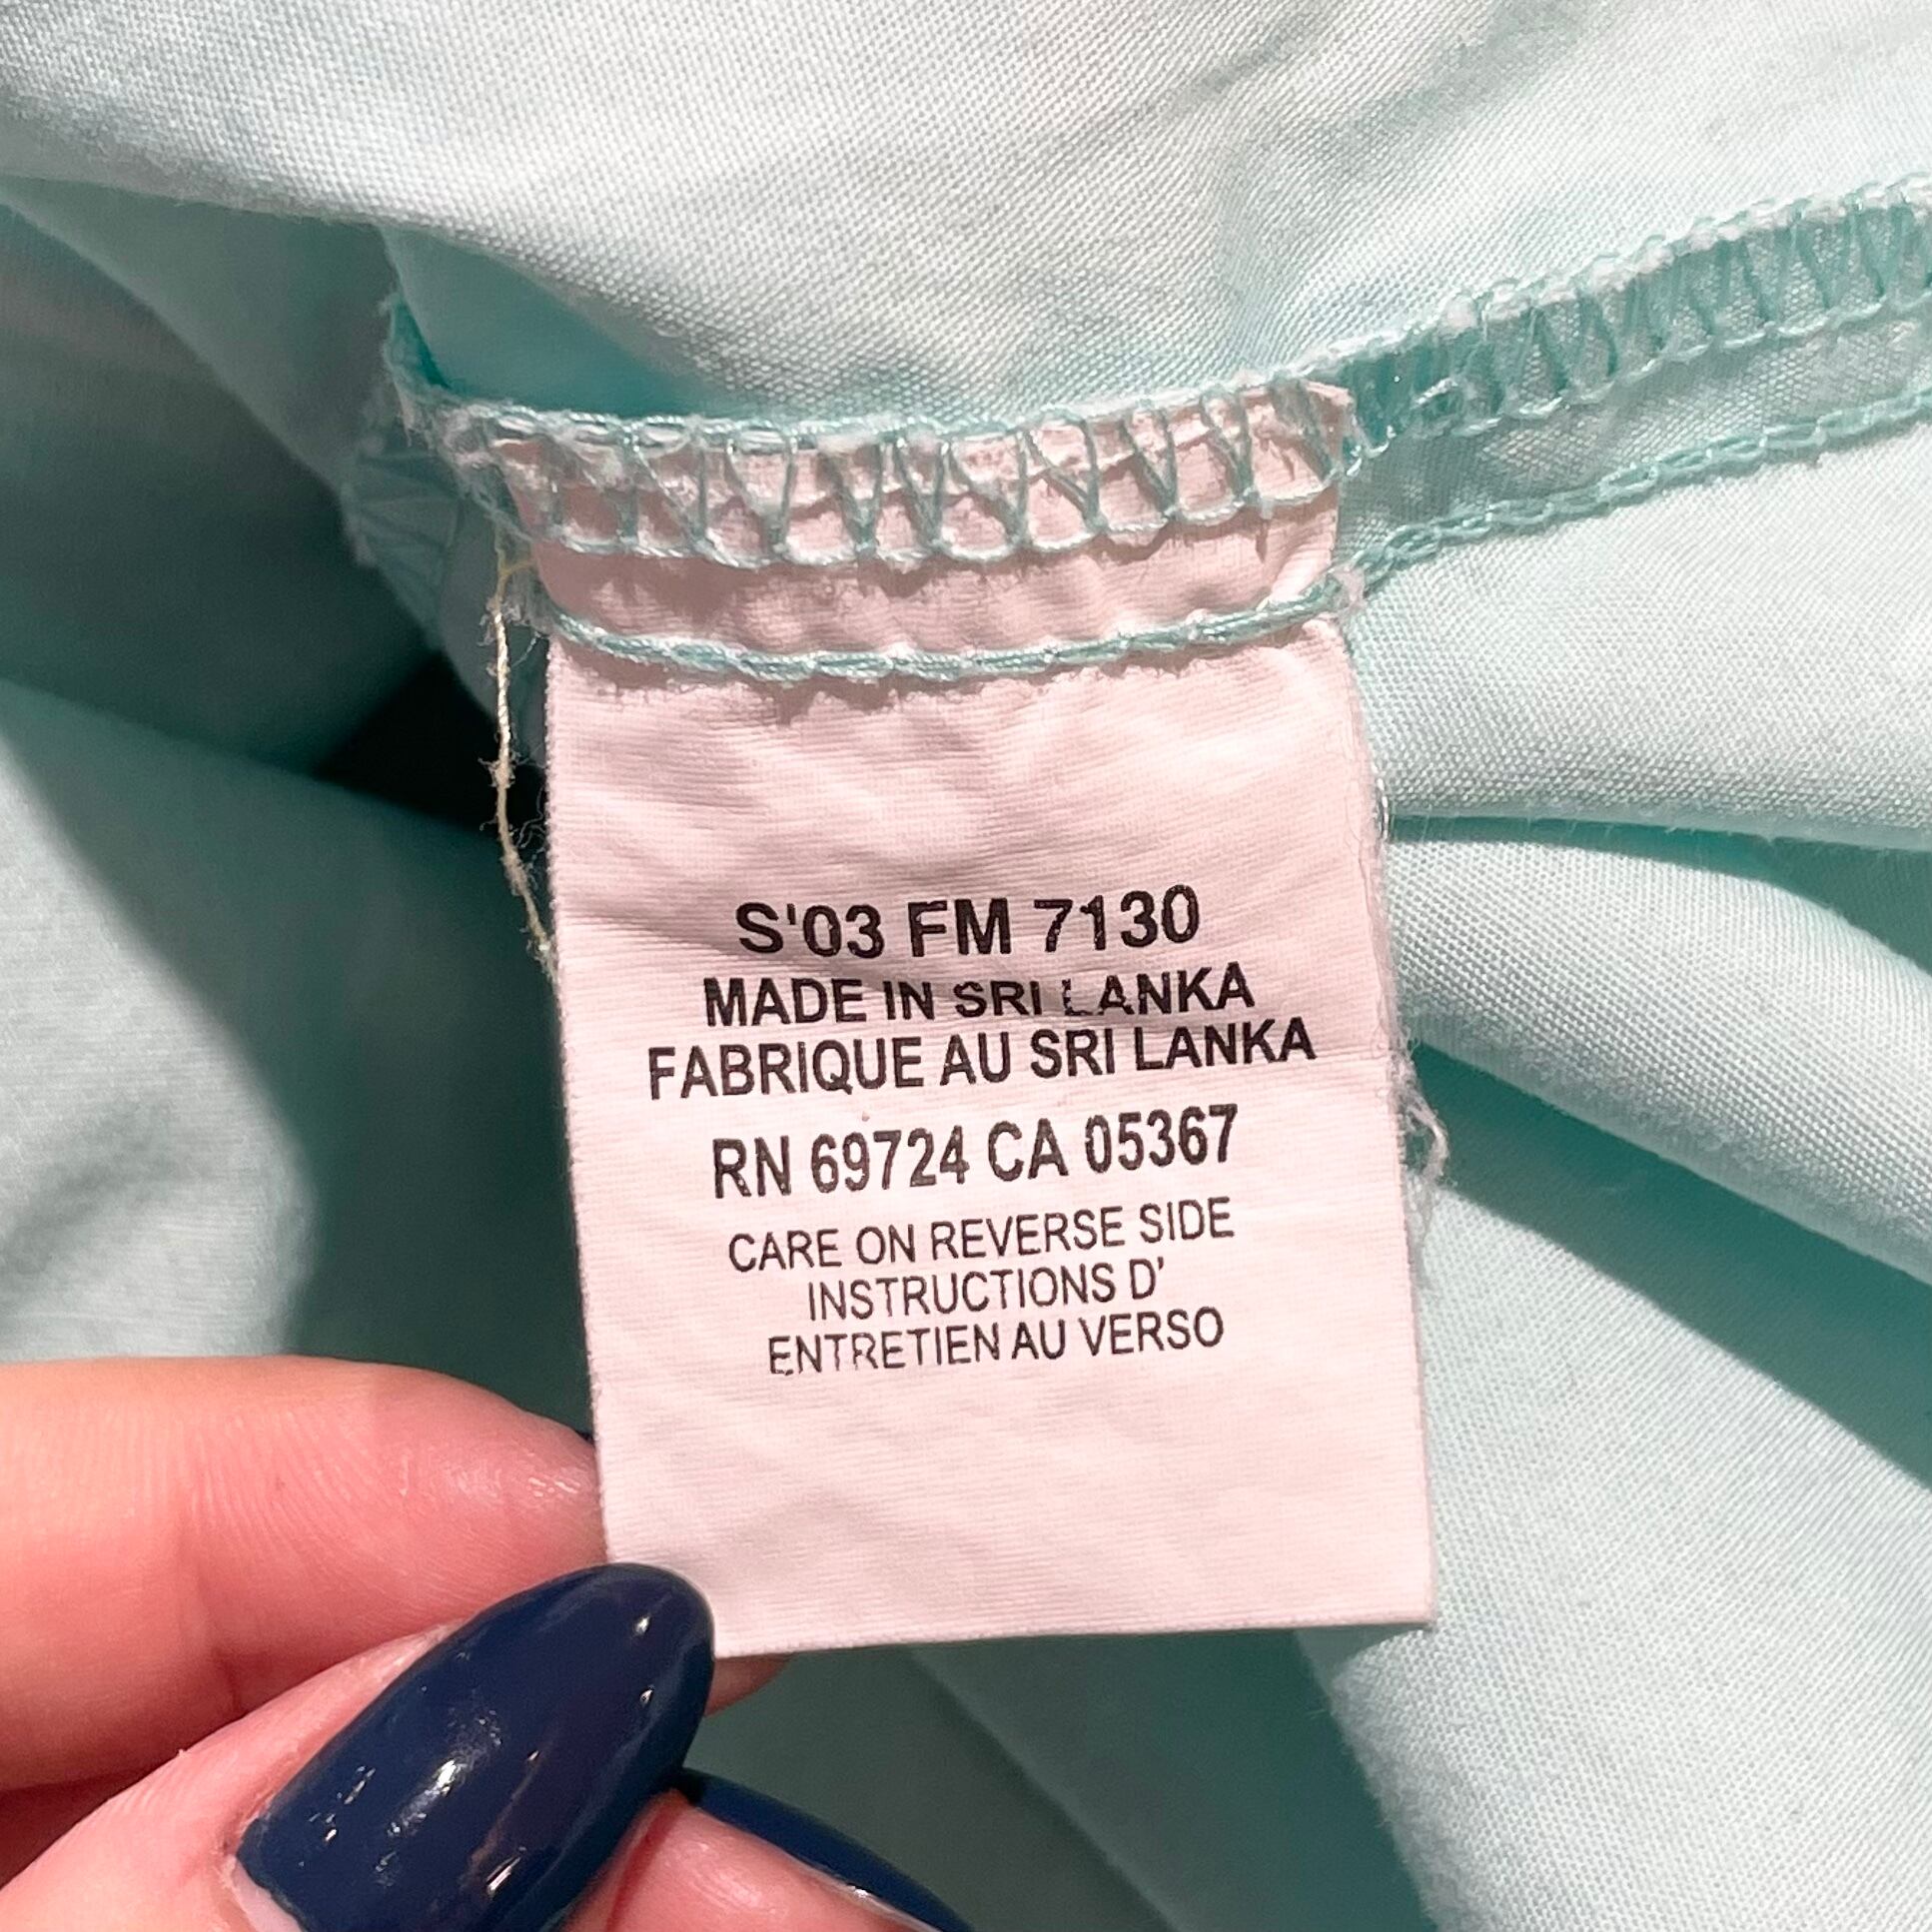 S'03 FM 7130
MADE IN SRI LANKA
FABRIQUE AU SRI LANKA
RN 69724 CA 05367
CARE ON REVERSE SIDE
INSTRUCTIONS D'
ENTRETIEN AU VERSO